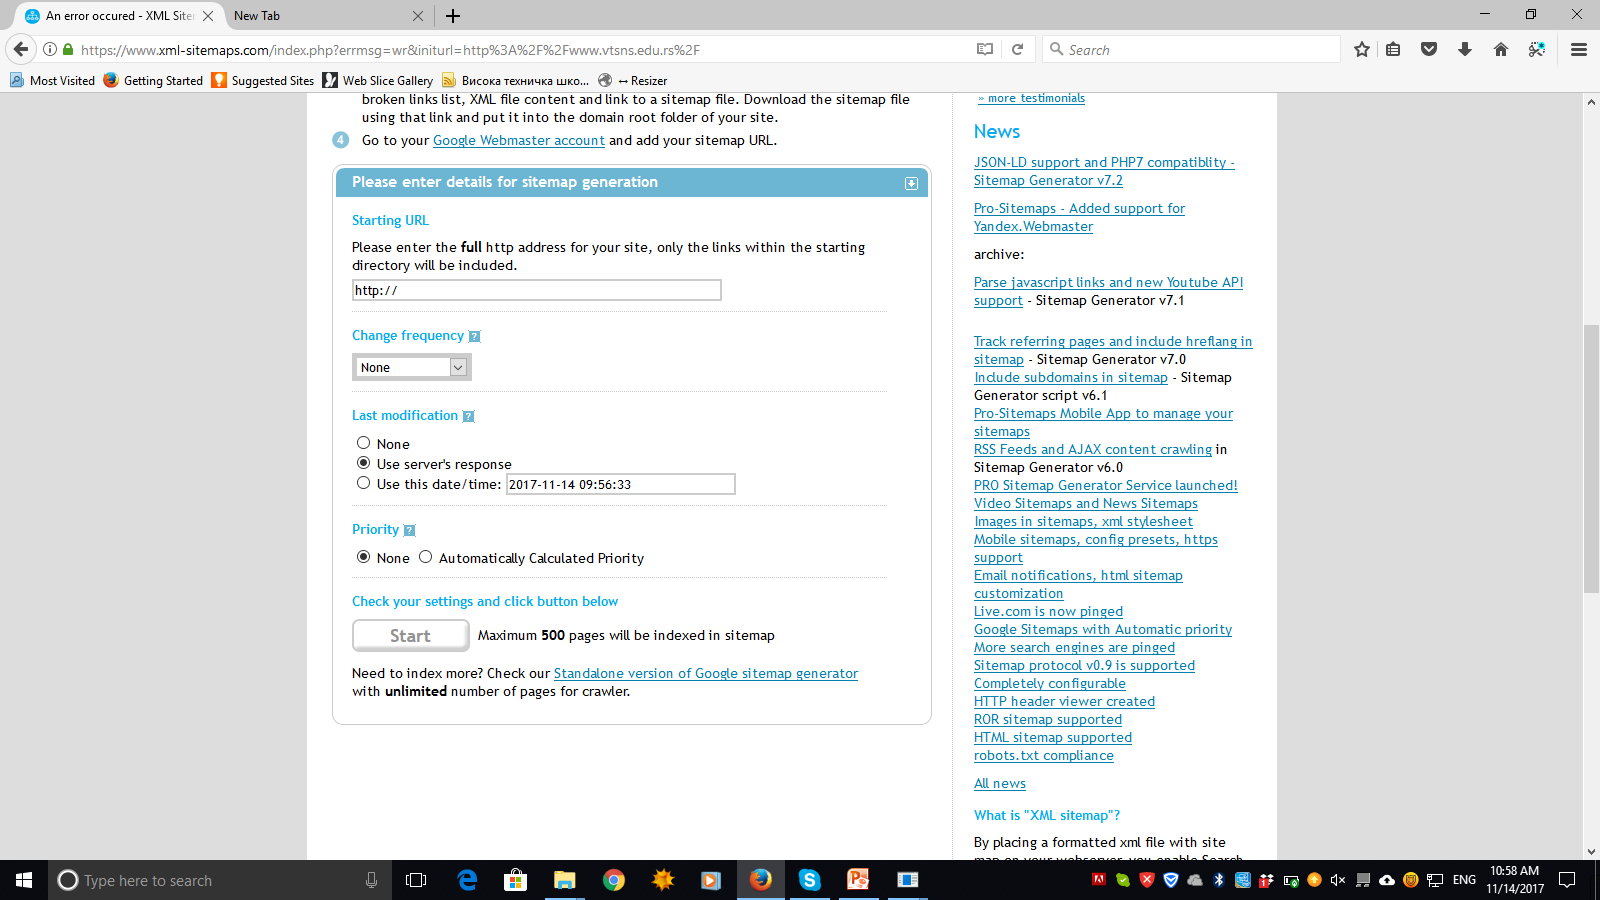 An error occured - XML Siter
New Tab
https://www.xml-sitemaps.com/index.php?errmsg=wr&initurl=http%3A%2F%2Fwww.vtsns.edu.rs%2F
Search
Most Visited
Getting Started
Suggested Sites
Web Slice Gallery
Висока техничка шко...
↔ Resizer
broken links list, XML file content and link to a sitemap file. Download the sitemap file
using that link and put it into the domain root folder of your site.
4 Go to your Google Webmaster account and add your sitemap URL.
Please enter details for sitemap generation
Starting URL
Please enter the full http address for your site, only the links within the starting
directory will be included.
http://
Change frequency ?
None
Last modification ?
None
Use server's response
Use this date/time: 2017-11-14 09:56:33
Priority ?
None Automatically Calculated Priority
Check your settings and click button below
Start Maximum 500 pages will be indexed in sitemap
Need to index more? Check our Standalone version of Google sitemap generator
with unlimited number of pages for crawler.
» more testimonials
News
JSON-LD support and PHP7 compatiblity -
Sitemap Generator v7.2
Pro-Sitemaps - Added support for
Yandex.Webmaster
archive:
Parse javascript links and new Youtube API
support - Sitemap Generator v7.1
Track referring pages and include hreflang in
sitemap - Sitemap Generator v7.0
Include subdomains in sitemap - Sitemap
Generator script v6.1
Pro-Sitemaps Mobile App to manage your
sitemaps
RSS Feeds and AJAX content crawling in
Sitemap Generator v6.0
PRO Sitemap Generator Service launched!
Video Sitemaps and News Sitemaps
Images in sitemaps, xml stylesheet
Mobile sitemaps, config presets, https
support
Email notifications, html sitemap
customization
Live.com is now pinged
Google Sitemaps with Automatic priority
More search engines are pinged
Sitemap protocol v0.9 is supported
Completely configurable
HTTP header viewer created
ROR sitemap supported
HTML sitemap supported
robots.txt compliance
All news
What is "XML sitemap"?
By placing a formatted xml file with site
map on your webserver, you enable Search
Type here to search
ENG
10:58 AM
11/14/2017